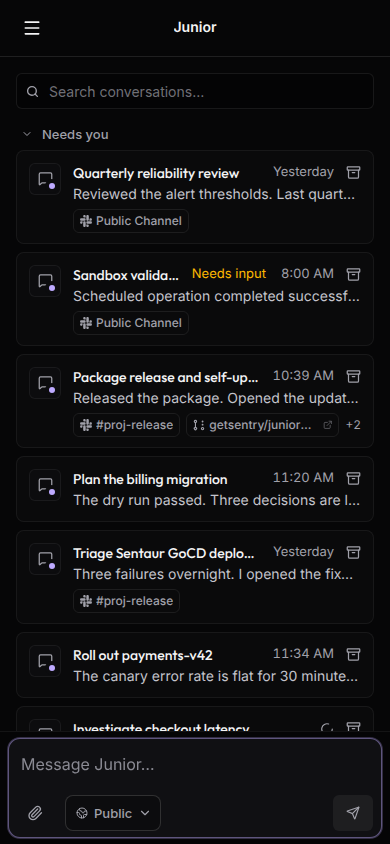 Junior
Search conversations...
Needs you
Quarterly reliability review Yesterday
Reviewed the alert thresholds. Last quart...
Public Channel
Sandbox valida... Needs input 8:00 AM
Scheduled operation completed successf...
Public Channel
Package release and self-up... 10:39 AM
Released the package. Opened the updat...
#proj-release getsentry/junior... +2
Plan the billing migration 11:20 AM
The dry run passed. Three decisions are l...
Triage Sentaur GoCD deplo... Yesterday
Three failures overnight. I opened the fix...
#proj-release
Roll out payments-v42 11:34 AM
The canary error rate is flat for 30 minute...
Investigate checkout latency
Message Junior...
Public